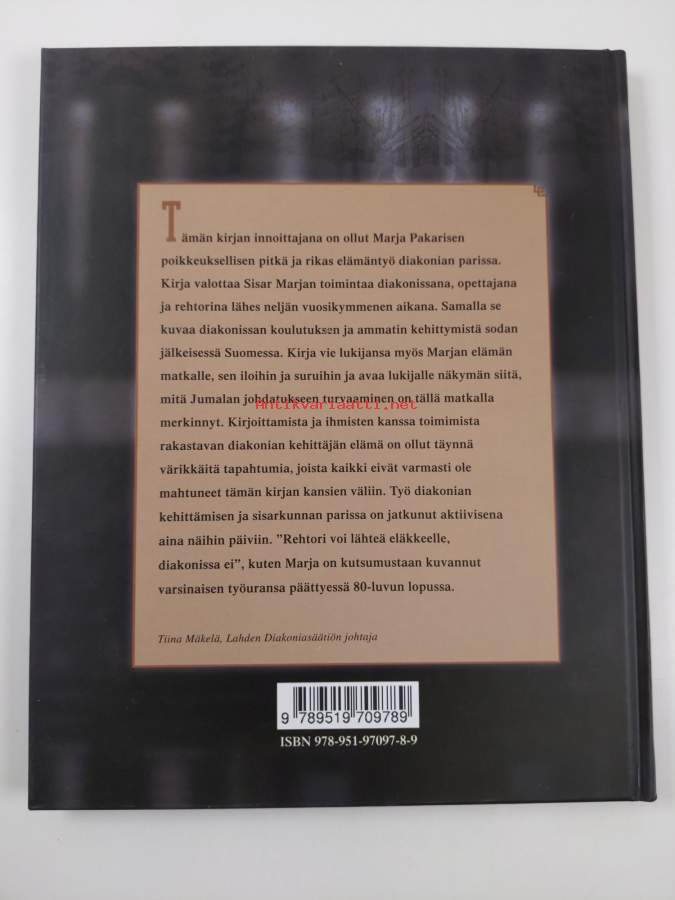 Tämän kirjan innoittajana on ollut Marja Pakarisen
poikkeuksellisen pitkä ja rikas elämäntyö diakonian parissa.
Kirja valottaa Sisar Marjan toimintaa diakonissana, opettajana
ja rehtorina lähes neljän vuosikymmenen aikana. Samalla se
kuvaa diakonissan koulutuksen ja ammatin kehittymistä sodan
jälkeisessä Suomessa. Kirja vie lukijansa myös Marjan elämän
matkalle, sen iloihin ja suruihin ja avaa lukijalle näkymän siitä,
mitä Jumalan johdatukseen turvaaminen on tällä matkalla
Antikvariaatti.net
merkinnyt. Kirjoittamista ja ihmisten kanssa toimimista
rakastavan diakonian kehittäjän elämä on ollut täynnä
värikkäitä tapahtumia, joista kaikki eivät varmasti ole
mahtuneet tämän kirjan kansien väliin. Työ diakonian
kehittämisen ja sisarkunnan parissa on jatkunut aktiivisena
aina näihin päiviin. ”Rehtori voi lähteä eläkkeelle,
diakonissa ei”, kuten Marja on kutsumustaan kuvannut
varsinaisen työuransa päättyessä 80-luvun lopussa.
Tiina Mäkelä, Lahden Diakoniasäätiön johtaja
9 789519 709789
ISBN 978-951-97097-8-9